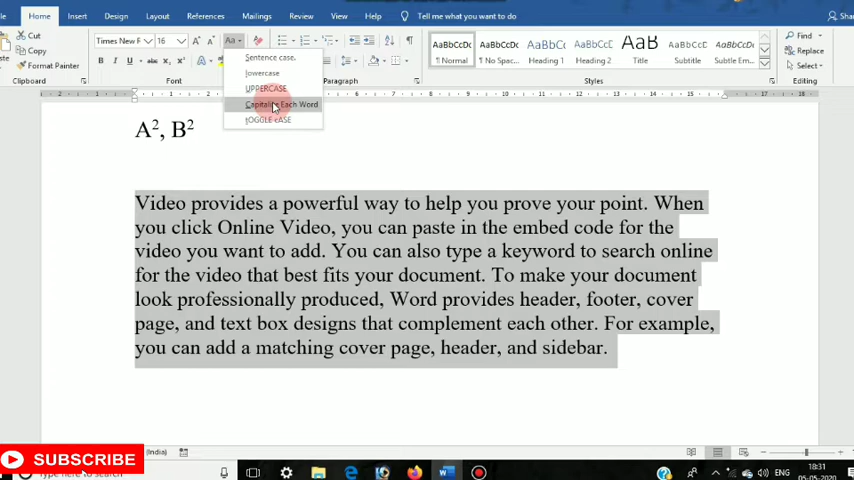 Home Insert Design Layout References Mailings Review View Help Tell me what you want to do
Cut
Copy
Format Painter
Times New R 16 Aa
Sentence case.
lowercase
UPPERCASE
Capitalize Each Word
tOGGLE cASE
AaBbCcDc AaBbCcDc AaBbCc AaBbCcC AaB AaBbCcD AaBbCcDc
¶ Normal ¶ No Spac... Heading 1 Heading 2 Title Subtitle Subtle Em...
Find
Replace
Select
Clipboard Font Paragraph Styles Editing
A², B²
Video provides a powerful way to help you prove your point. When
you click Online Video, you can paste in the embed code for the
video you want to add. You can also type a keyword to search online
for the video that best fits your document. To make your document
look professionally produced, Word provides header, footer, cover
page, and text box designs that complement each other. For example,
you can add a matching cover page, header, and sidebar.
SUBSCRIBE
(India)
ENG
18:31
05-05-2020